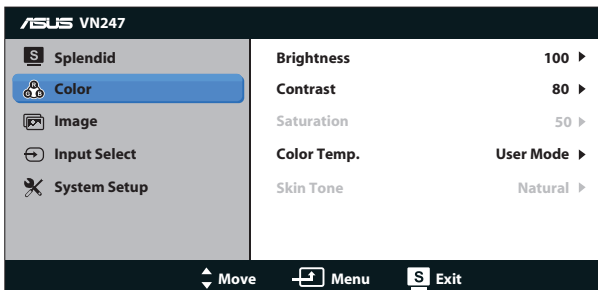 ASUS VN247
S Splendid
R G B Color
Image
Input Select
System Setup
Brightness 100
Contrast 80
Saturation 50
Color Temp. User Mode
Skin Tone Natural
Move Menu S Exit